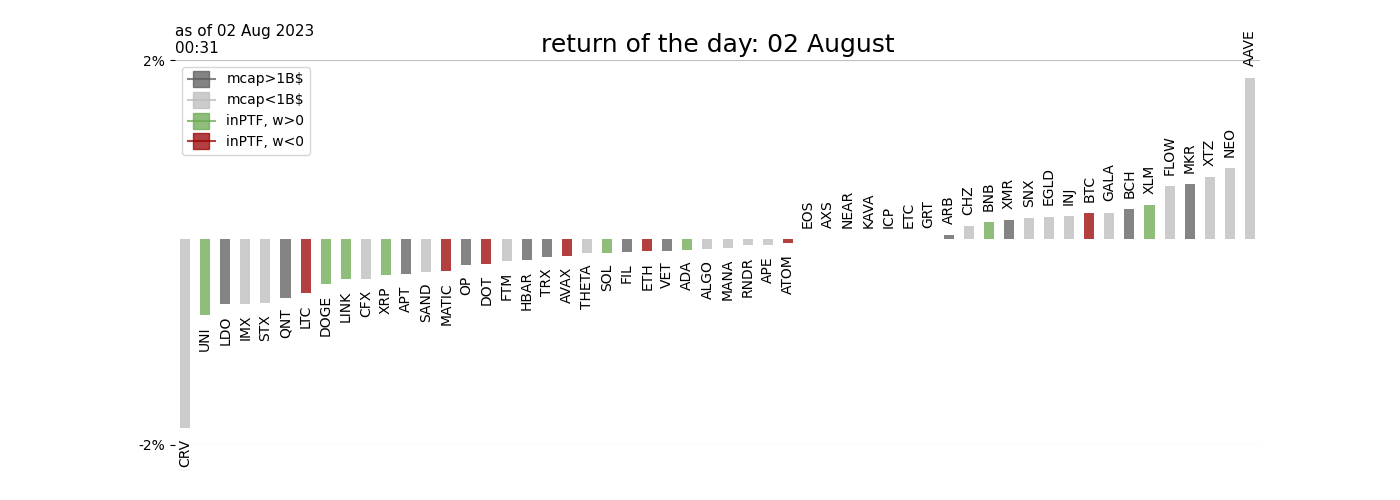 as of 02 Aug 2023
00:31
return of the day: 02 August
2%
mcap>1B$
mcap<1B$
inPTF, w>0
inPTF, w<0
-2%
CRV
UNI
LDO
IMX
STX
QNT
LTC
DOGE
LINK
CFX
XRP
APT
SAND
MATIC
OP
DOT
FTM
HBAR
TRX
AVAX
THETA
SOL
FIL
ETH
VET
ADA
ALGO
MANA
RNDR
APE
ATOM
EOS
AXS
NEAR
KAVA
ICP
ETC
GRT
ARB
CHZ
BNB
XMR
SNX
EGLD
INJ
BTC
GALA
BCH
XLM
FLOW
MKR
XTZ
NEO
AAVE